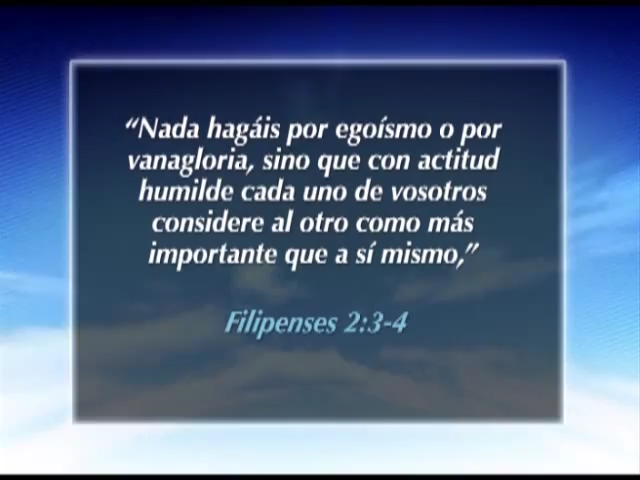 “Nada hagáis por egoísmo o por
vanagloria, sino que con actitud
humilde cada uno de vosotros
considere al otro como más
importante que a sí mismo,”
Filipenses 2:3-4